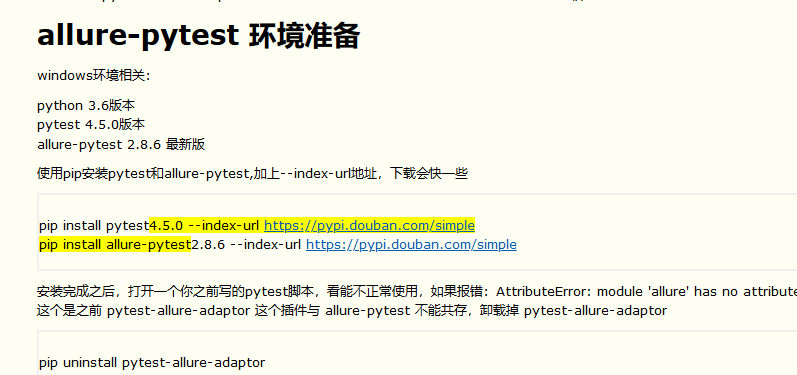 allure-pytest 环境准备
windows环境相关：
python 3.6版本
pytest 4.5.0版本
allure-pytest 2.8.6 最新版
使用pip安装pytest和allure-pytest,加上--index-url地址，下载会快一些
pip install pytest4.5.0 --index-url https://pypi.douban.com/simple
pip install allure-pytest2.8.6 --index-url https://pypi.douban.com/simple
安装完成之后，打开一个你之前写的pytest脚本，看能不正常使用，如果报错：AttributeError: module 'allure' has no attribute
这个是之前 pytest-allure-adaptor 这个插件与 allure-pytest 不能共存，卸载掉 pytest-allure-adaptor
pip uninstall pytest-allure-adaptor